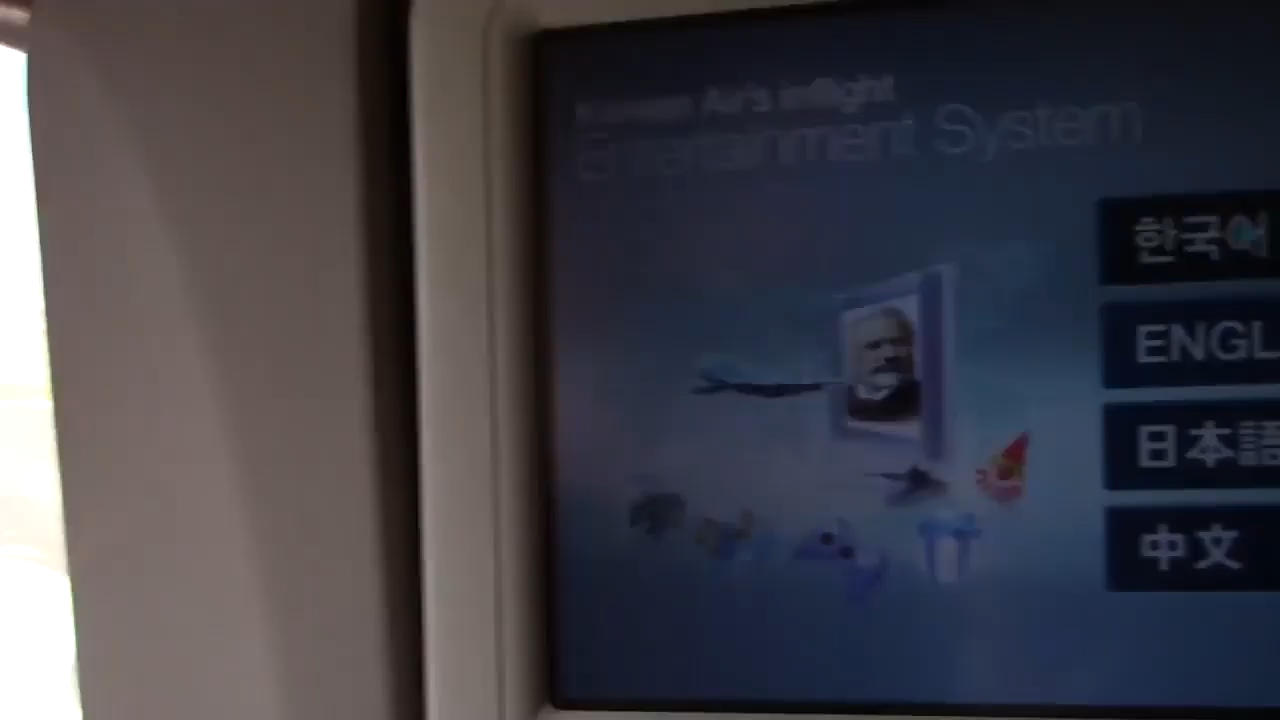 Korean Air's inflight
Entertainment System
한국어
ENGL
日本語
中文